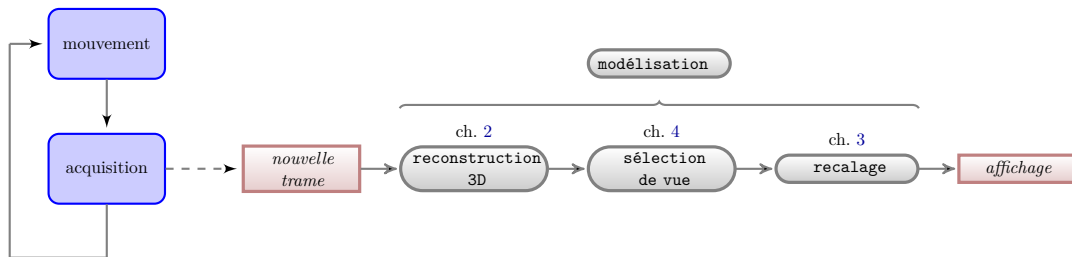 mouvement
modélisation
ch. 2
ch. 4
ch. 3
acquisition
nouvelle
trame
reconstruction
3D
sélection
de vue
recalage
affichage